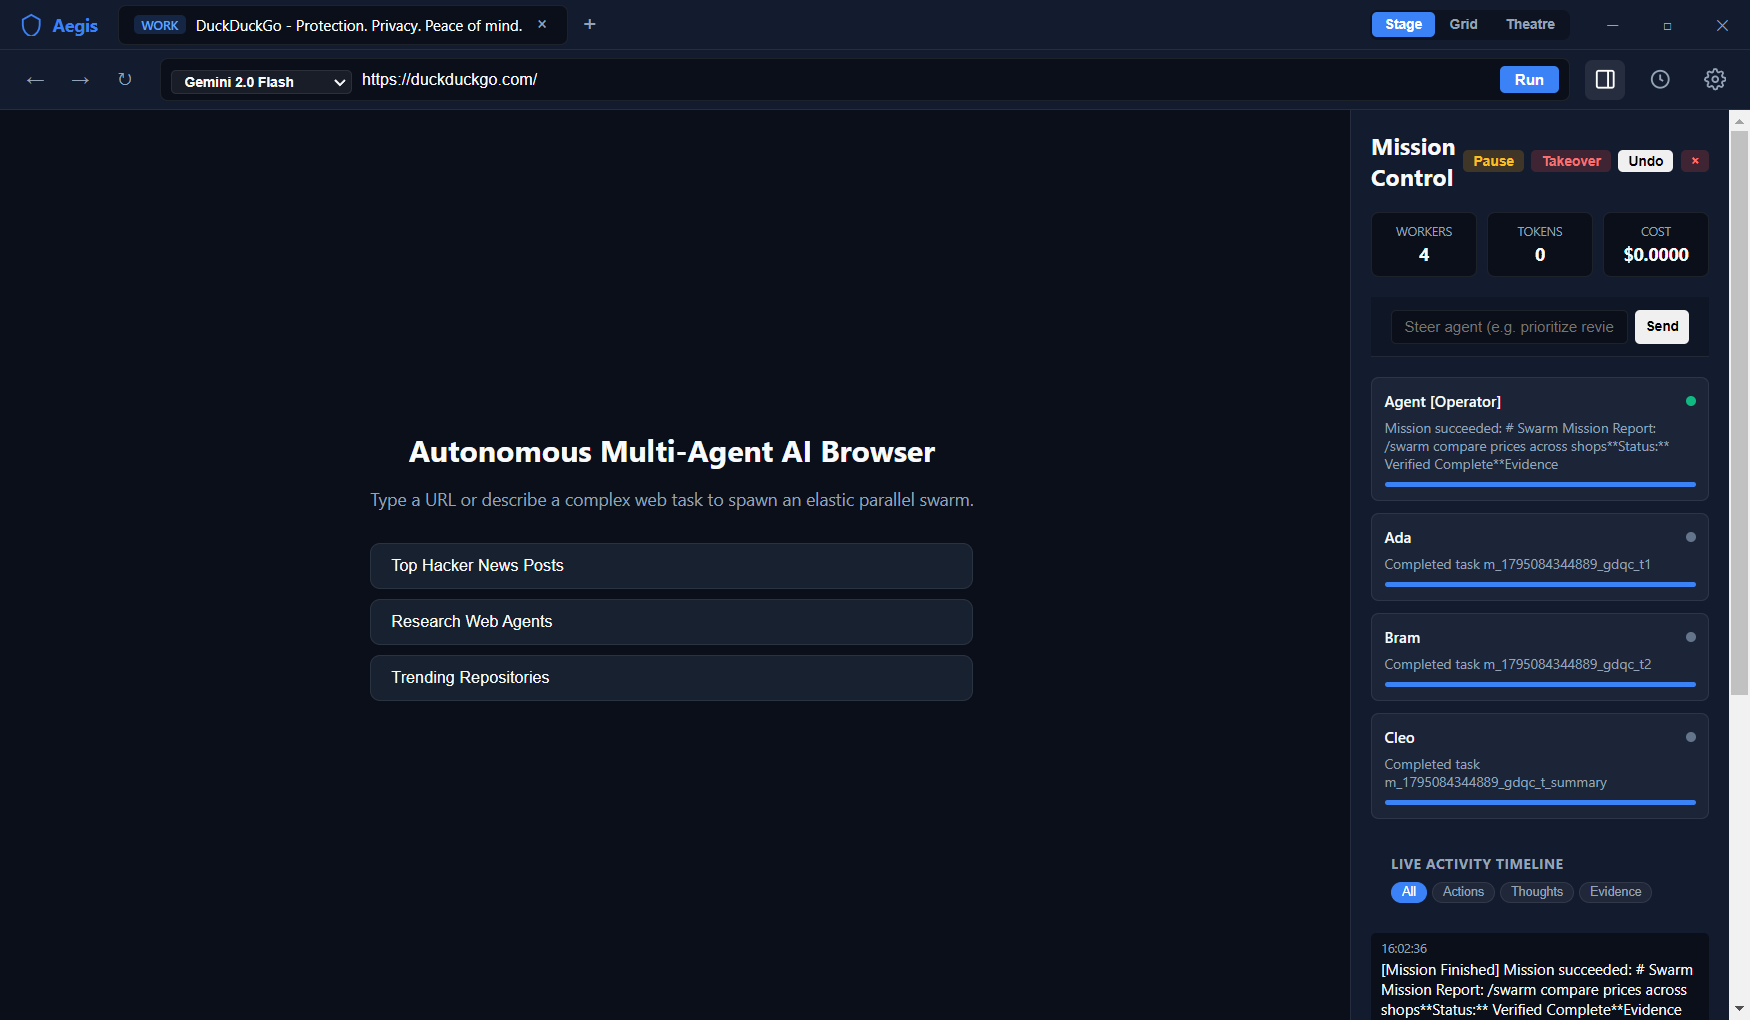 Aegis
WORK DuckDuckGo - Protection. Privacy. Peace of mind. × +
Stage Grid Theatre
Gemini 2.0 Flash https://duckduckgo.com/ Run
Autonomous Multi-Agent AI Browser
Type a URL or describe a complex web task to spawn an elastic parallel swarm.
Top Hacker News Posts
Research Web Agents
Trending Repositories
Mission
Control
Pause Takeover Undo ×
WORKERS
4
TOKENS
0
COST
$0.0000
Steer agent (e.g. prioritize revie
Send
Agent [Operator]
Mission succeeded: # Swarm Mission Report:
/swarm compare prices across shops**Status:**
Verified Complete**Evidence
Ada
Completed task m_1795084344889_gdqc_t1
Bram
Completed task m_1795084344889_gdqc_t2
Cleo
Completed task
m_1795084344889_gdqc_t_summary
LIVE ACTIVITY TIMELINE
All Actions Thoughts Evidence
16:02:36
[Mission Finished] Mission succeeded: # Swarm
Mission Report: /swarm compare prices across
shops**Status:** Verified Complete**Evidence